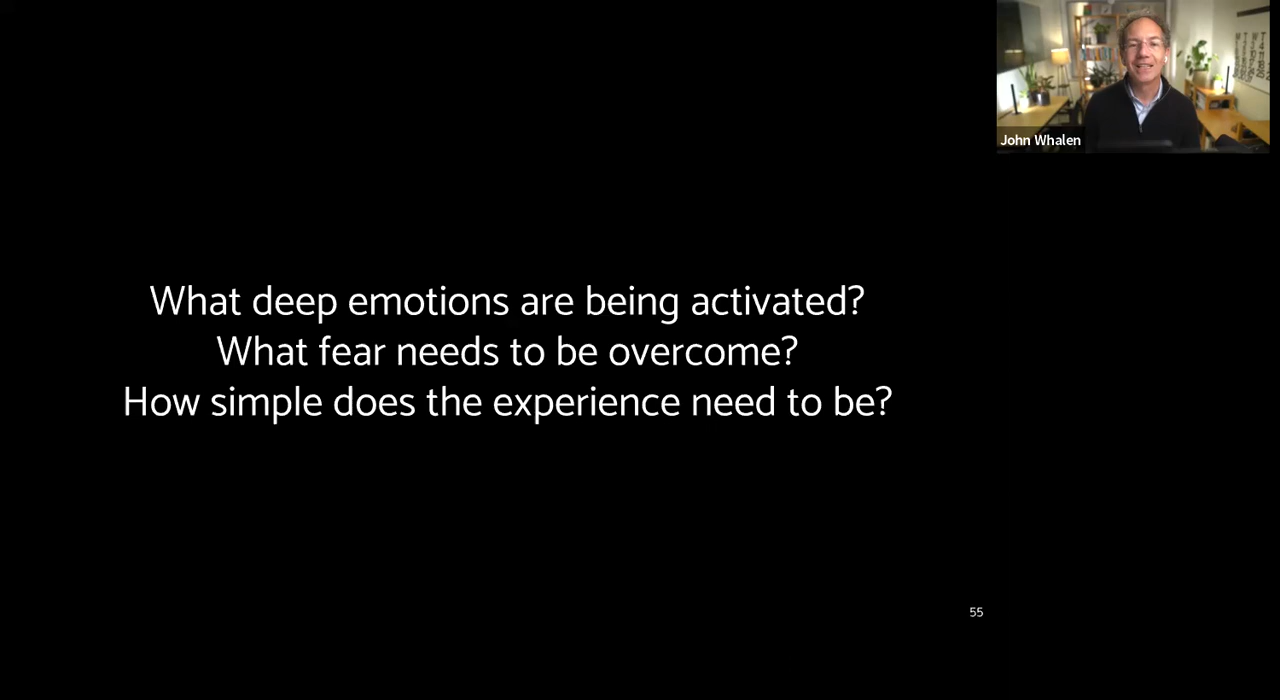 John Whalen
What deep emotions are being activated?
What fear needs to be overcome?
How simple does the experience need to be?
55